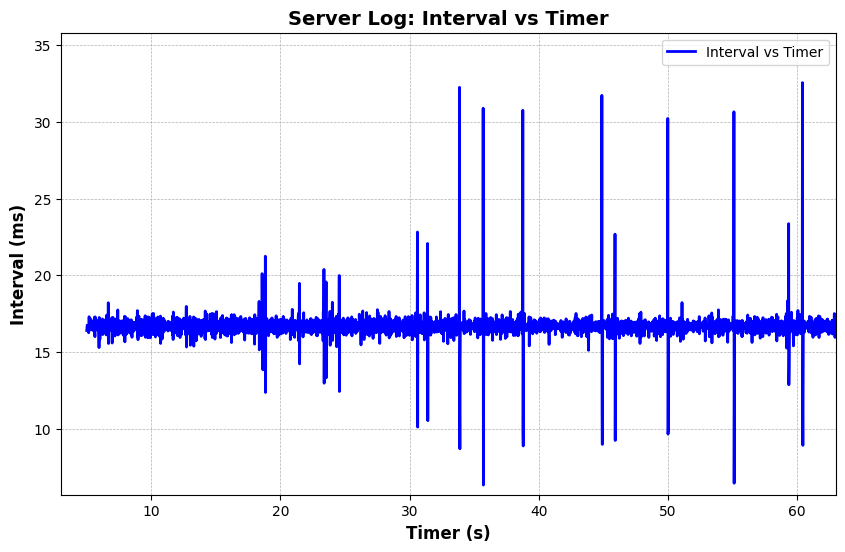 Server Log: Interval vs Timer
Interval vs Timer
35
30
25
20
15
10
Interval (ms)
10 20 30 40 50 60
Timer (s)